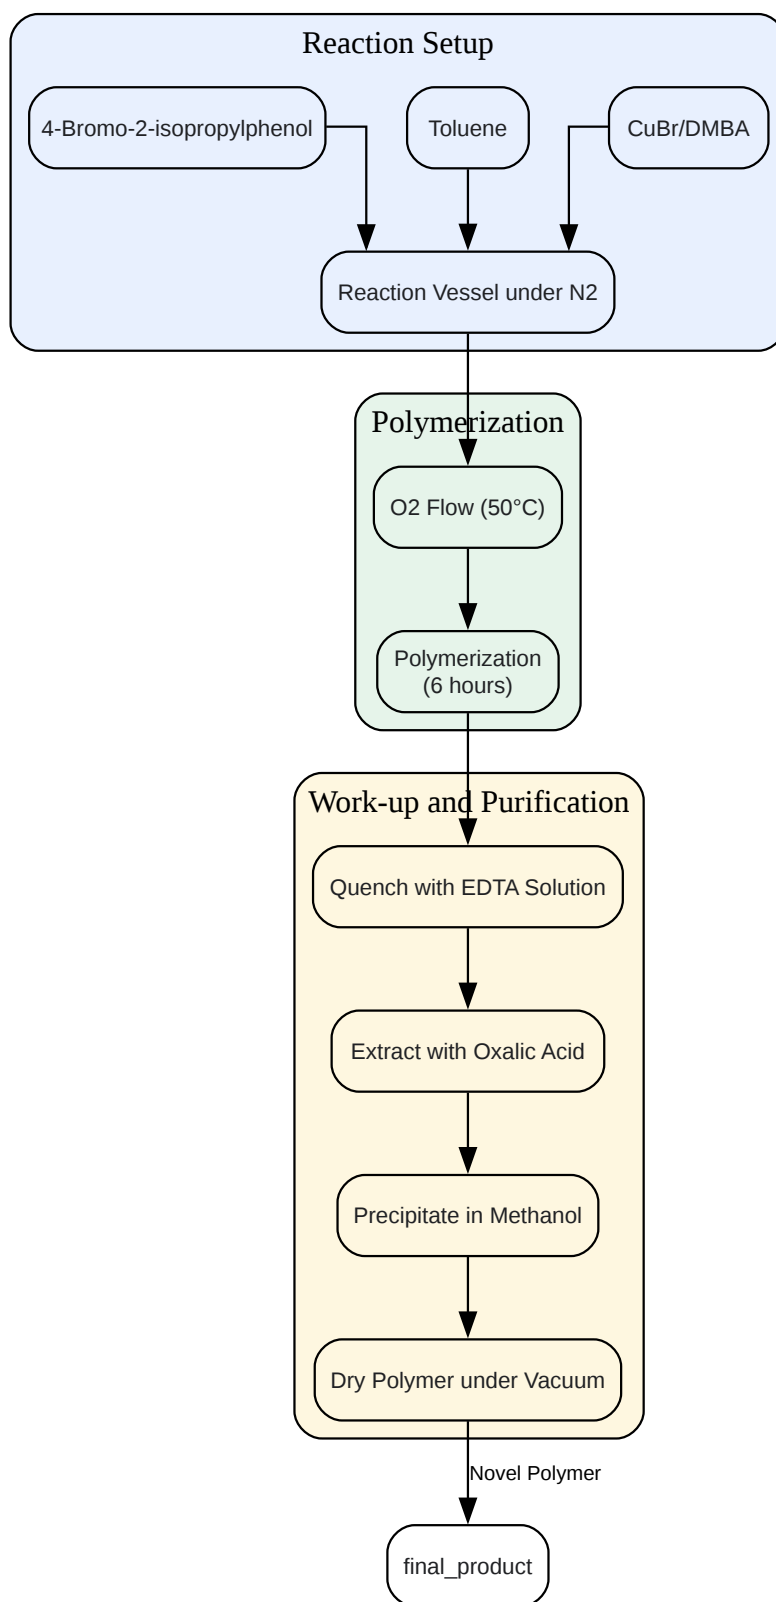 Reaction Setup
4-Bromo-2-isopropylphenol
Toluene
CuBr/DMBA
Reaction Vessel under N2
Polymerization
O2 Flow (50°C)
Polymerization
(6 hours)
Work-up and Purification
Quench with EDTA Solution
Extract with Oxalic Acid
Precipitate in Methanol
Dry Polymer under Vacuum
Novel Polymer
final_product